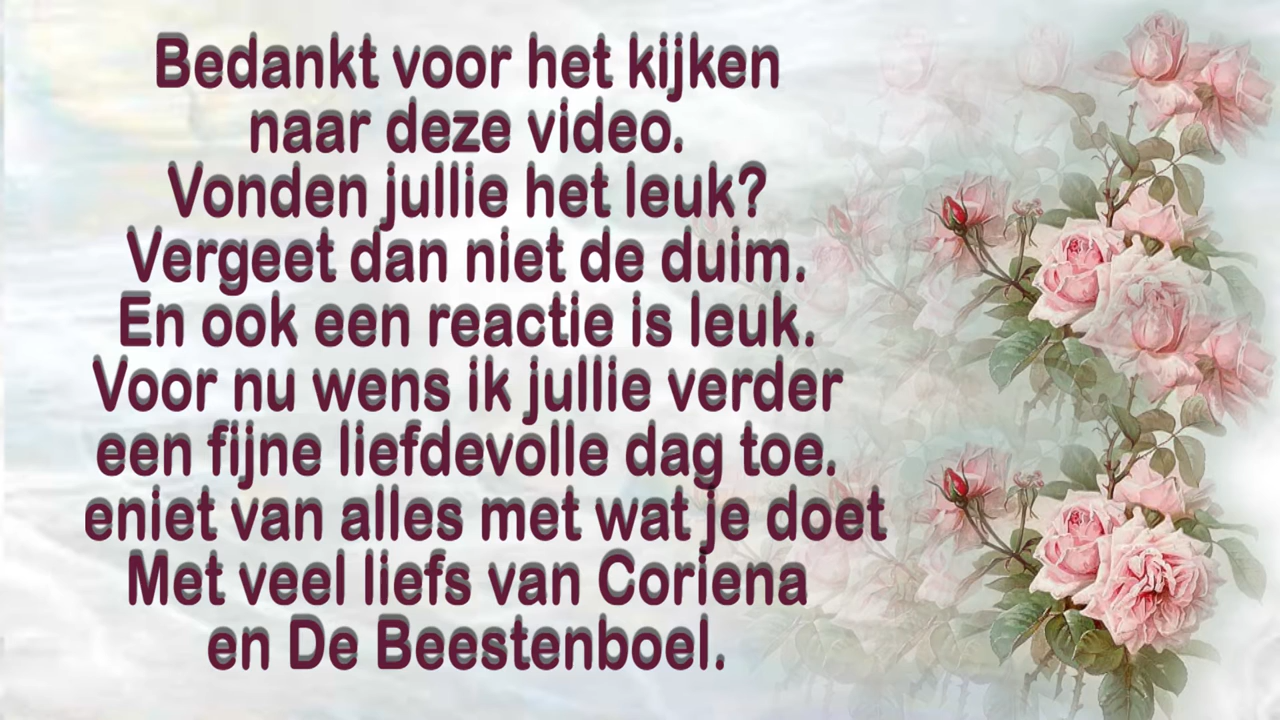 Bedankt voor het kijken
naar deze video.
Vonden jullie het leuk?
Vergeet dan niet de duim.
En ook een reactie is leuk.
Voor nu wens ik jullie verder
een fijne liefdevolle dag toe.
eniet van alles met wat je doet
Met veel liefs van Coriena
en De Beestenboel.